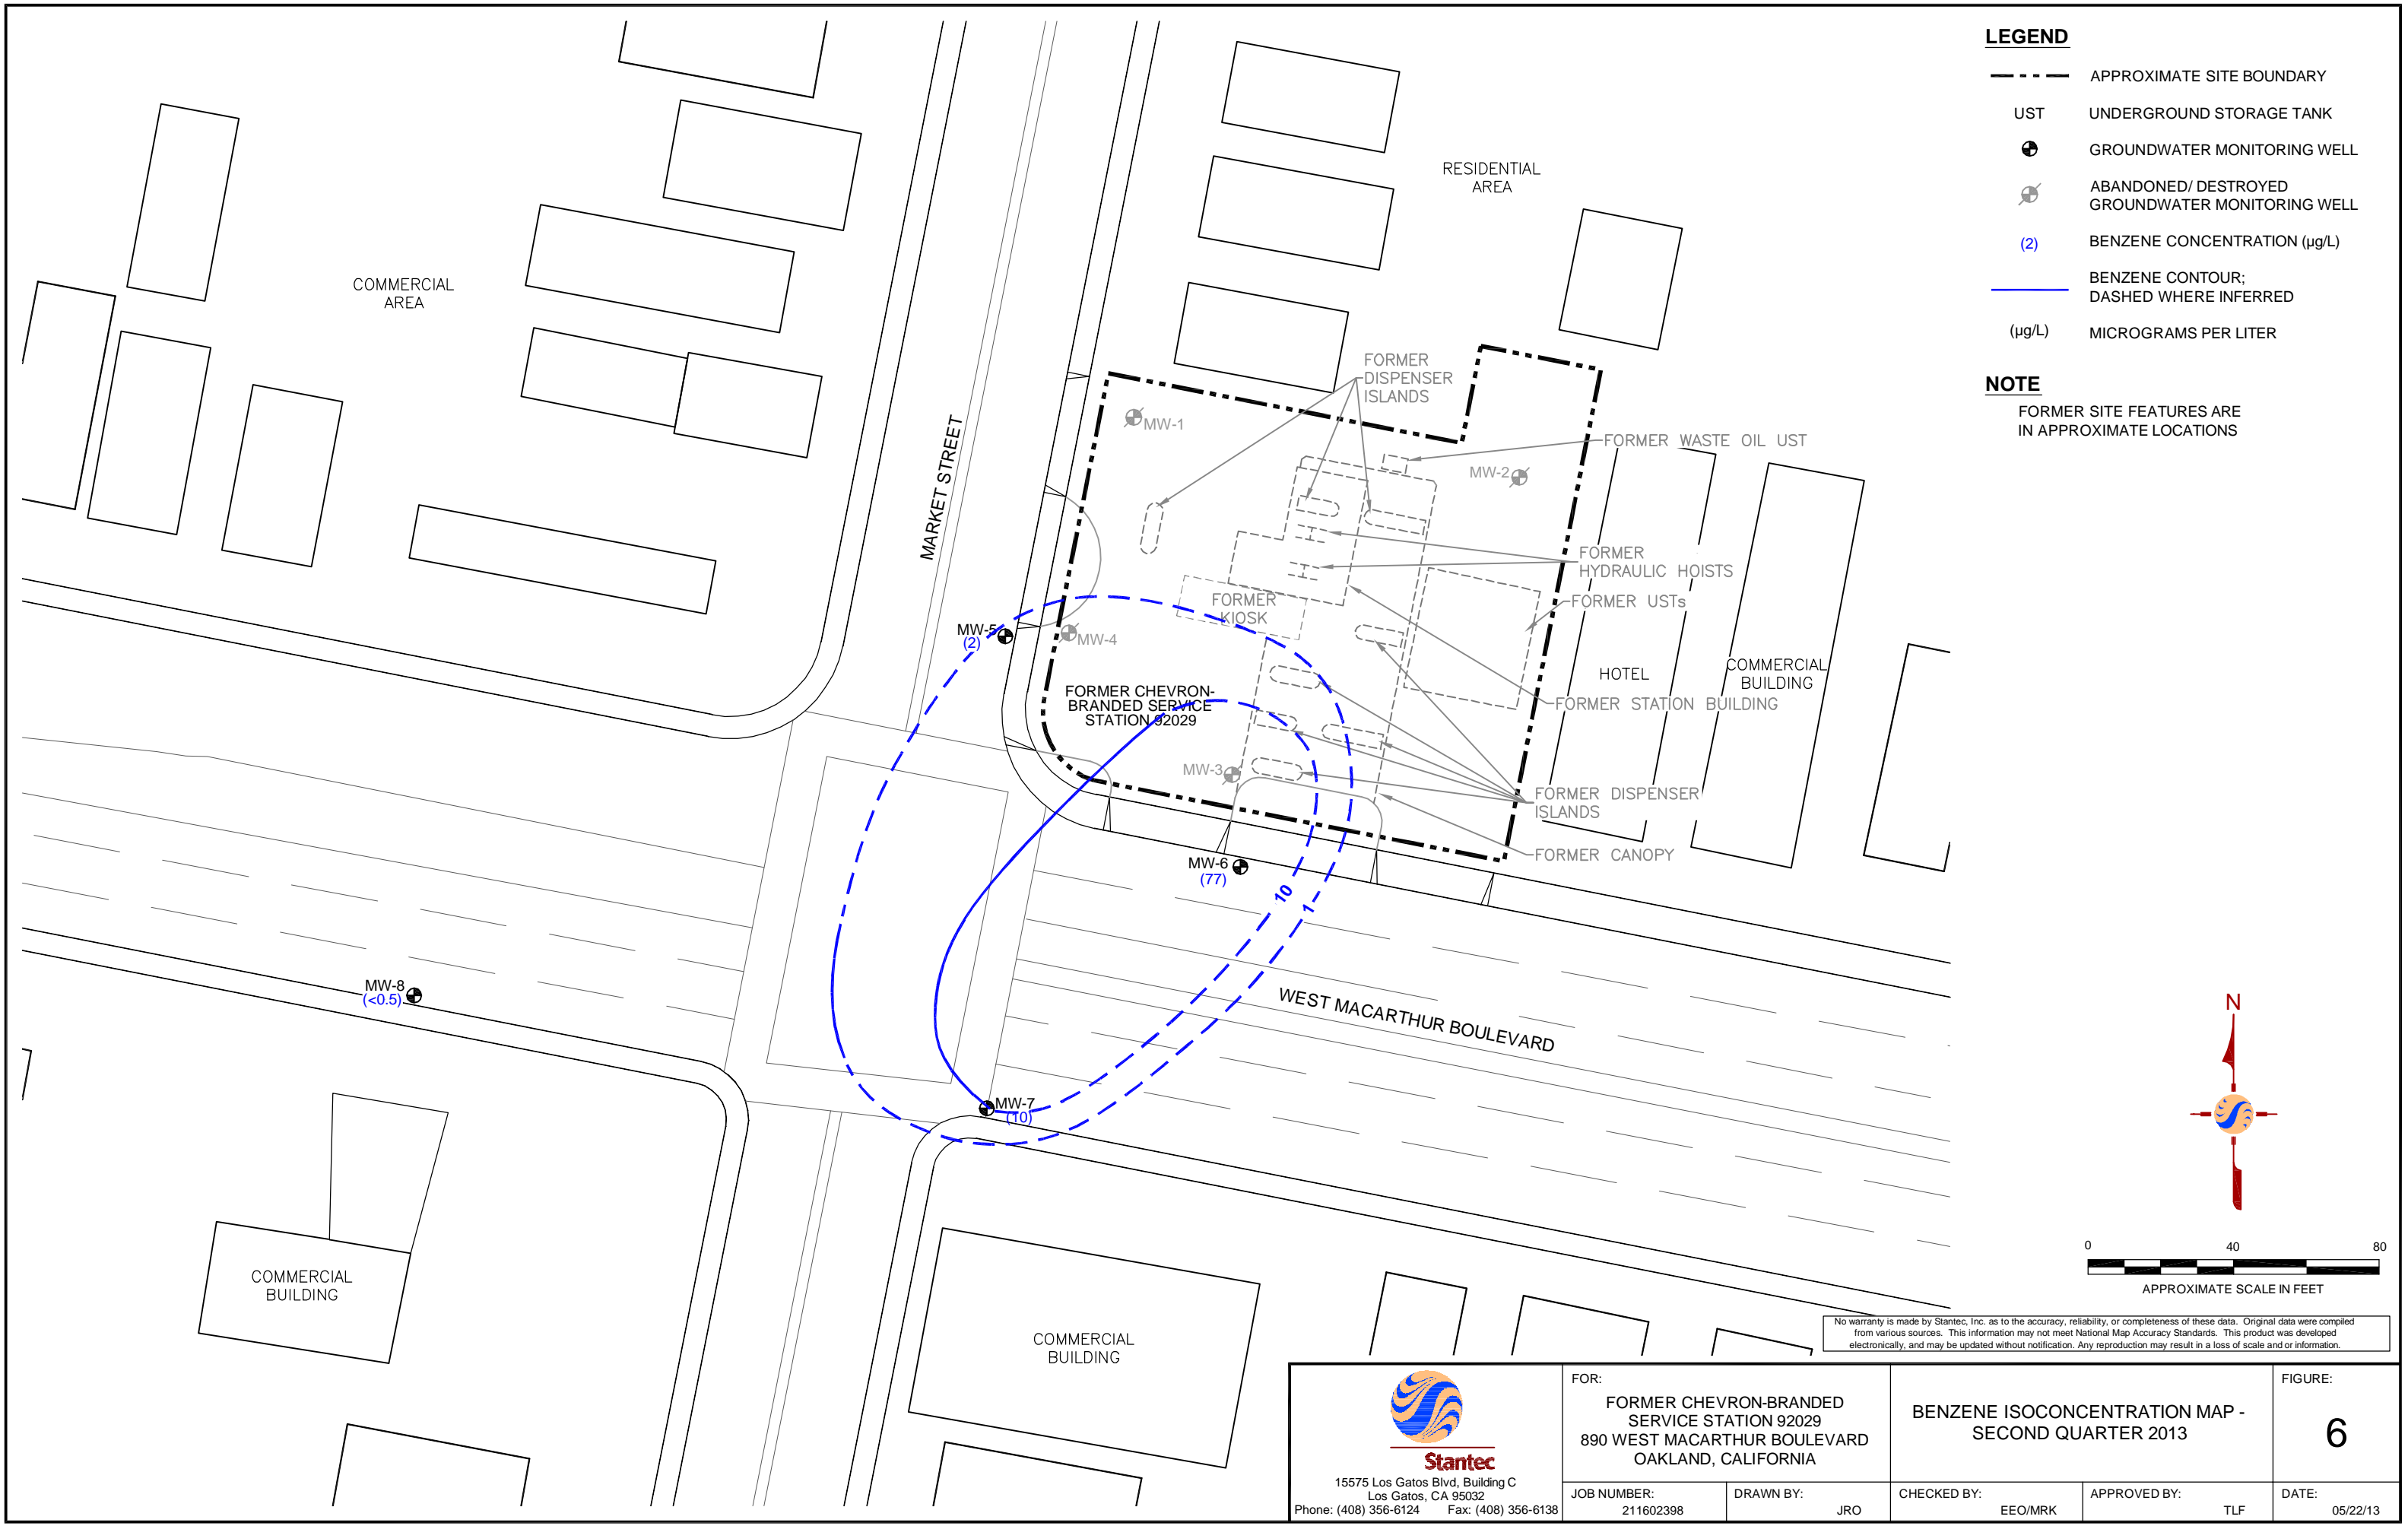 LEGEND
APPROXIMATE SITE BOUNDARY
UST UNDERGROUND STORAGE TANK
GROUNDWATER MONITORING WELL
ABANDONED/ DESTROYED
GROUNDWATER MONITORING WELL
(2) BENZENE CONCENTRATION (µg/L)
BENZENE CONTOUR;
DASHED WHERE INFERRED
(µg/L) MICROGRAMS PER LITER
NOTE
FORMER SITE FEATURES ARE
IN APPROXIMATE LOCATIONS
RESIDENTIAL
AREA
COMMERCIAL
AREA
MARKET STREET
FORMER
DISPENSER
ISLANDS
MW-1
FORMER WASTE OIL UST
MW-2
FORMER
HYDRAULIC HOISTS
FORMER USTs
FORMER
KIOSK
MW-5
(2)
MW-4
HOTEL
COMMERCIAL
BUILDING
FORMER CHEVRON-
BRANDED SERVICE
STATION 92029
FORMER STATION BUILDING
MW-3
FORMER DISPENSER
ISLANDS
FORMER CANOPY
MW-6
(77)
10
1
MW-8
(<0.5)
WEST MACARTHUR BOULEVARD
MW-7
(10)
COMMERCIAL
BUILDING
COMMERCIAL
BUILDING
N
0 40 80
APPROXIMATE SCALE IN FEET
No warranty is made by Stantec, Inc. as to the accuracy, reliability, or completeness of these data. Original data were compiled
from various sources. This information may not meet National Map Accuracy Standards. This product was developed
electronically, and may be updated without notification. Any reproduction may result in a loss of scale and or information.
Stantec
15575 Los Gatos Blvd, Building C
Los Gatos, CA 95032
Phone: (408) 356-6124 Fax: (408) 356-6138
FOR:
FORMER CHEVRON-BRANDED
SERVICE STATION 92029
890 WEST MACARTHUR BOULEVARD
OAKLAND, CALIFORNIA
BENZENE ISOCONCENTRATION MAP -
SECOND QUARTER 2013
FIGURE:
6
JOB NUMBER:
211602398
DRAWN BY:
JRO
CHECKED BY:
EEO/MRK
APPROVED BY:
TLF
DATE:
05/22/13